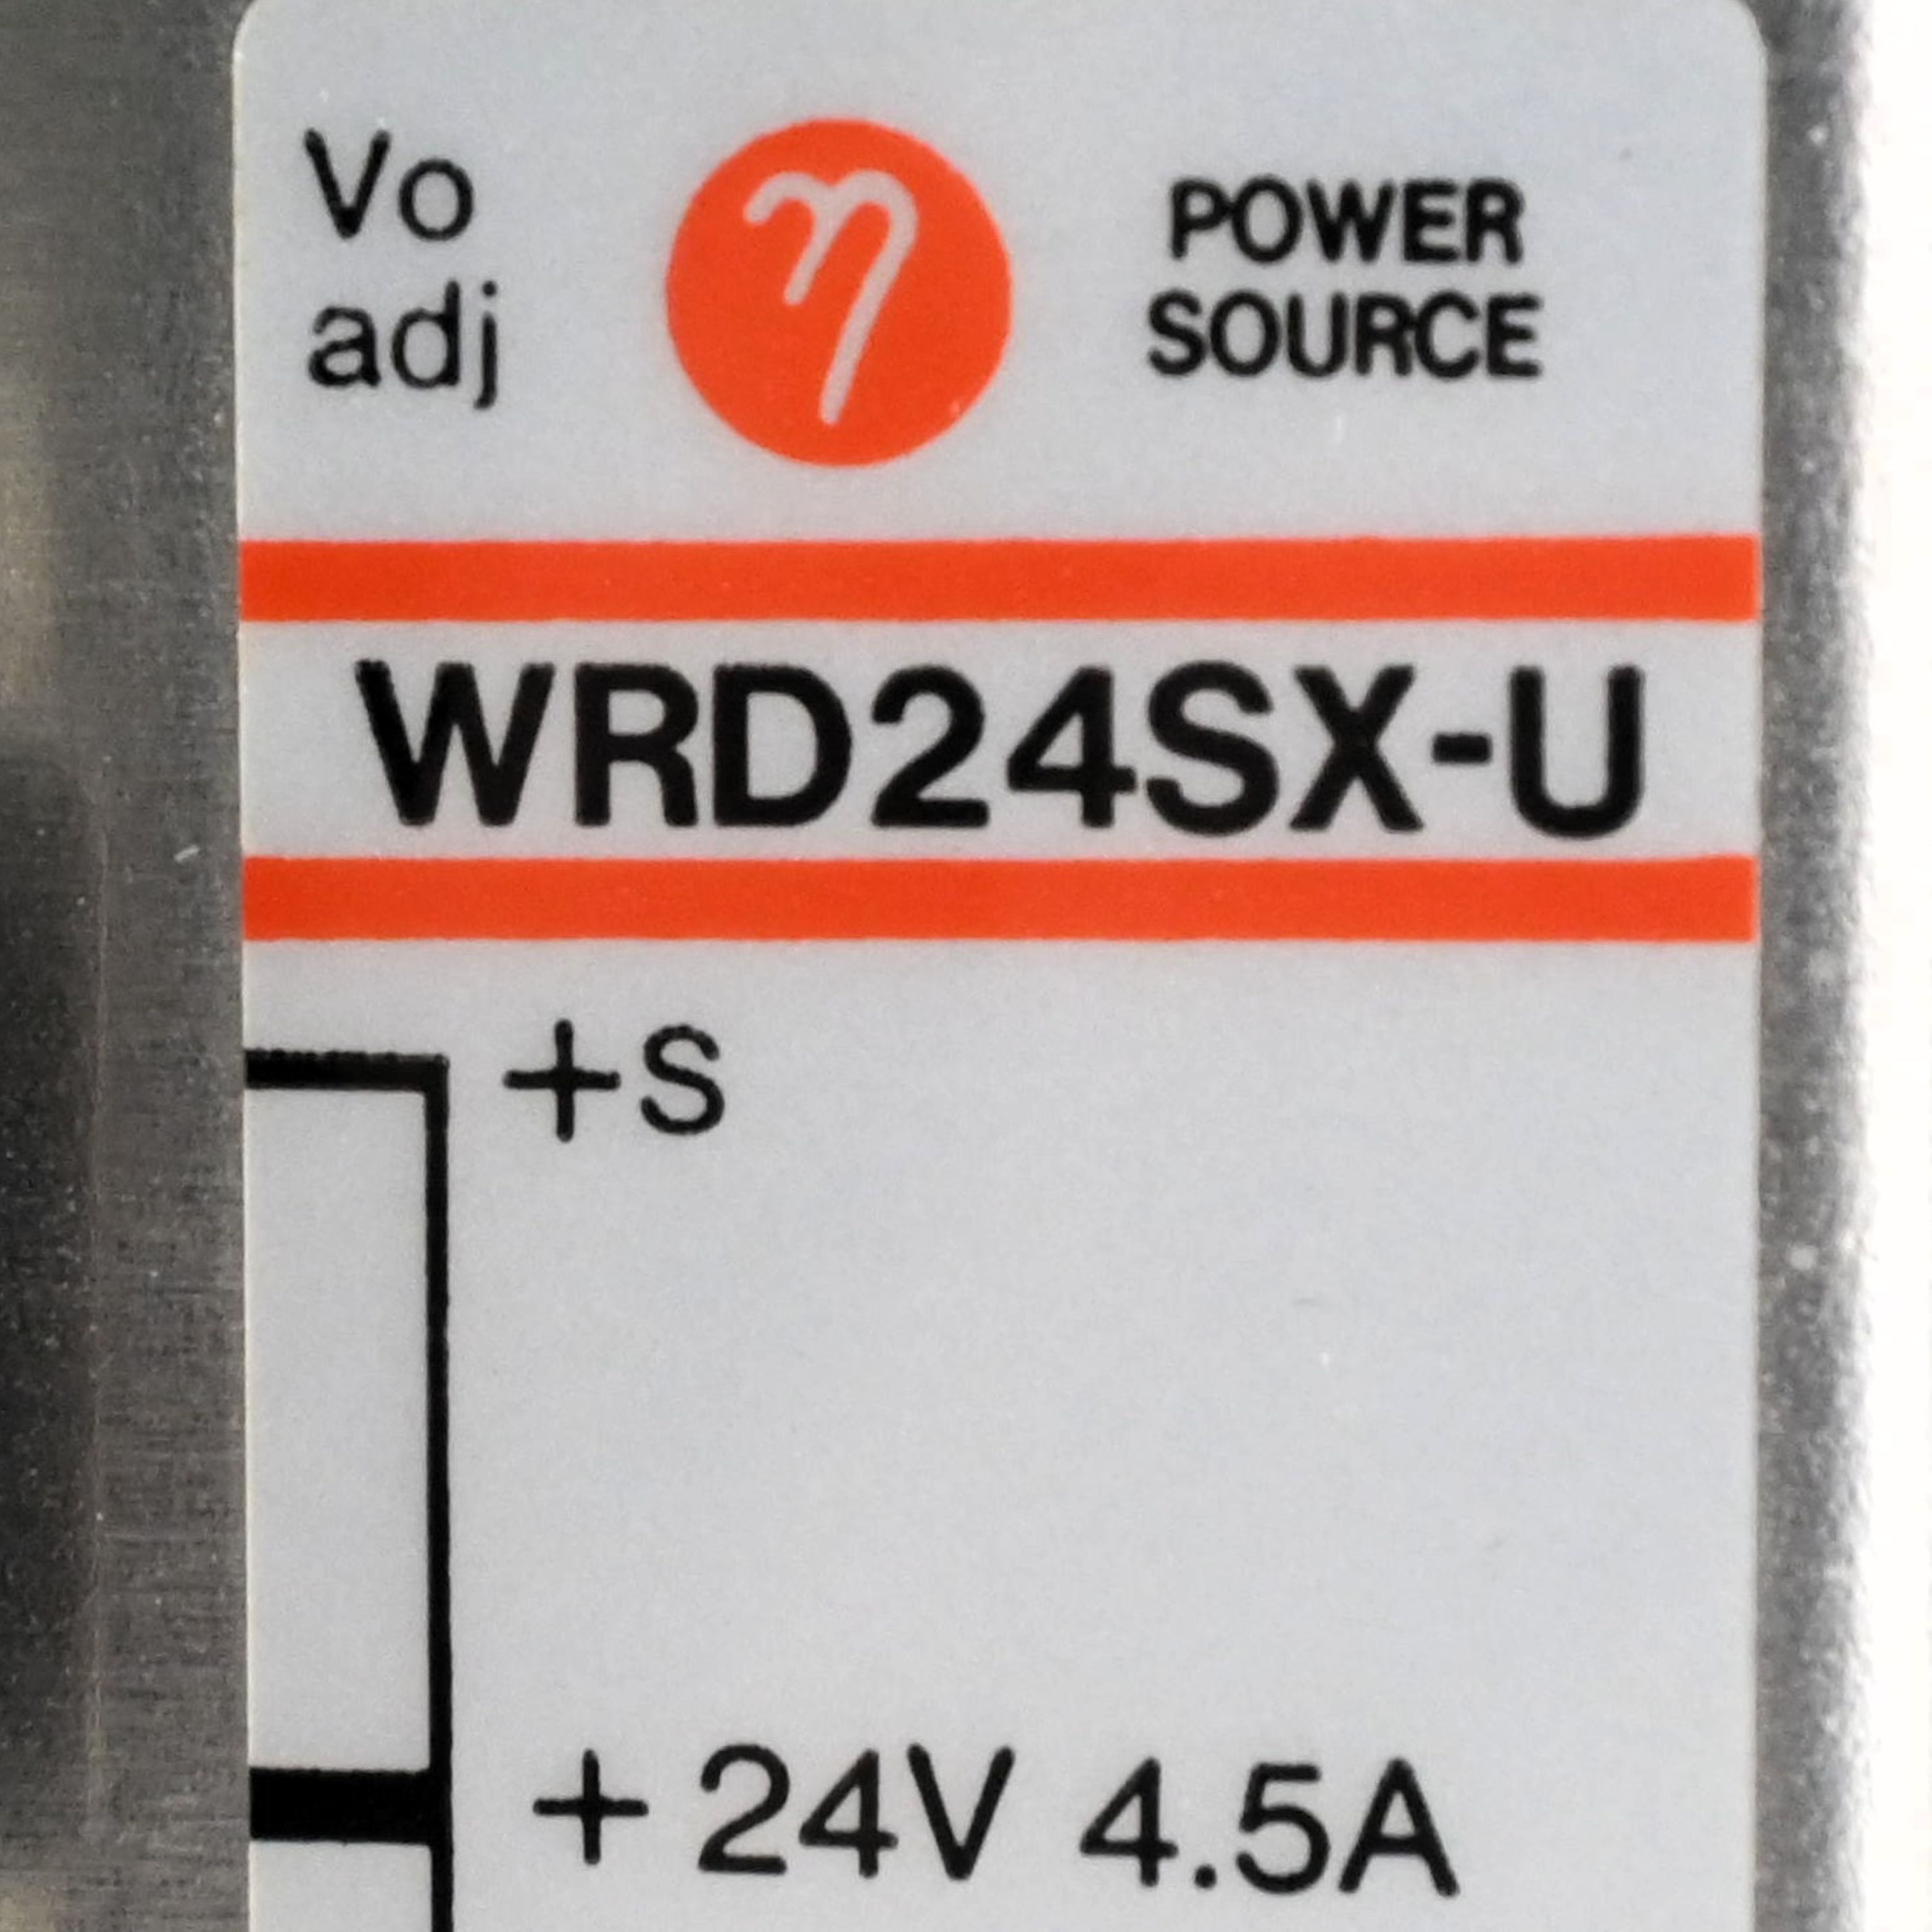 Vo
adj
η
POWER
SOURCE
WRD24SX-U
+S
+24V 4.5A